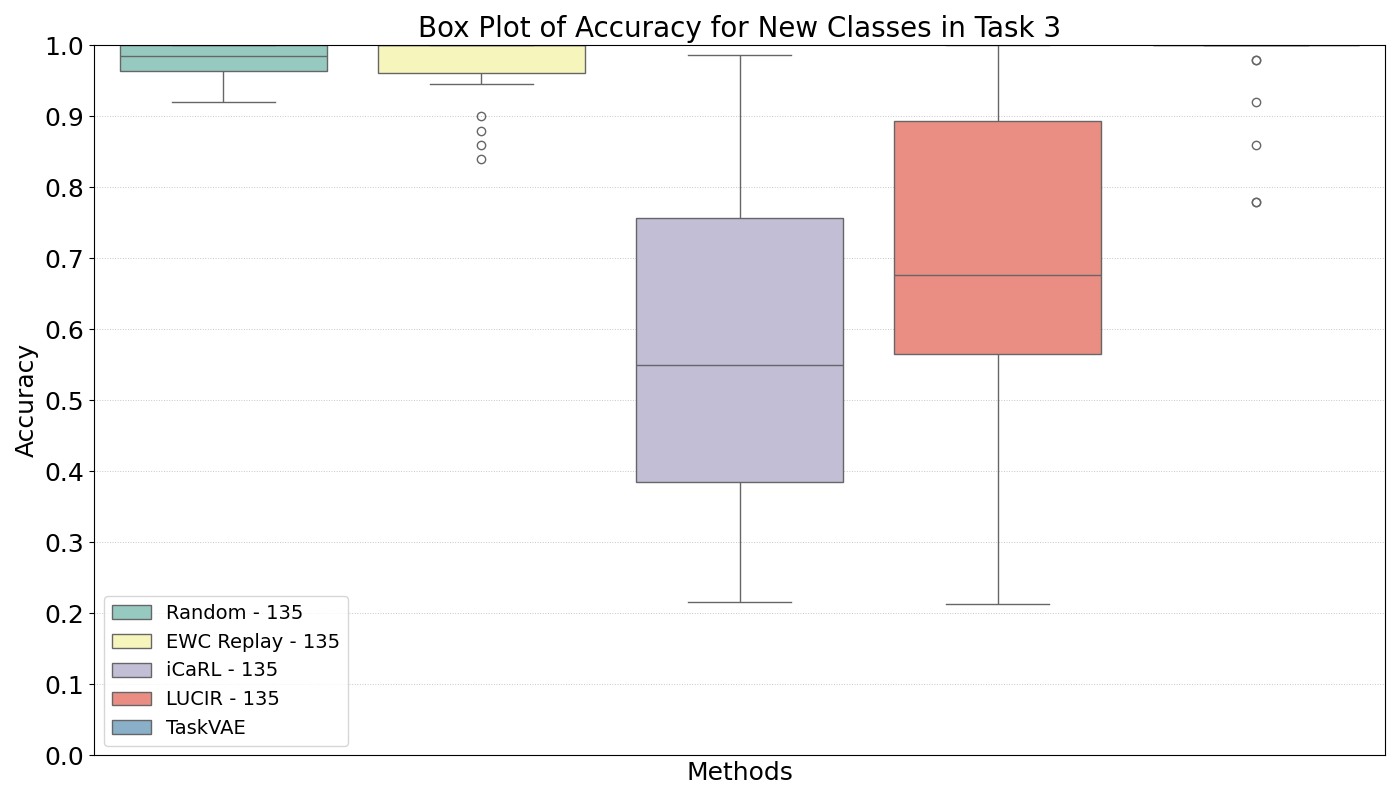 Box Plot of Accuracy for New Classes in Task 3
1.0
0.9
0.8
0.7
0.6
0.5
0.4
0.3
0.2
0.1
0.0
Accuracy
Random - 135
EWC Replay - 135
iCaRL - 135
LUCIR - 135
TaskVAE
Methods